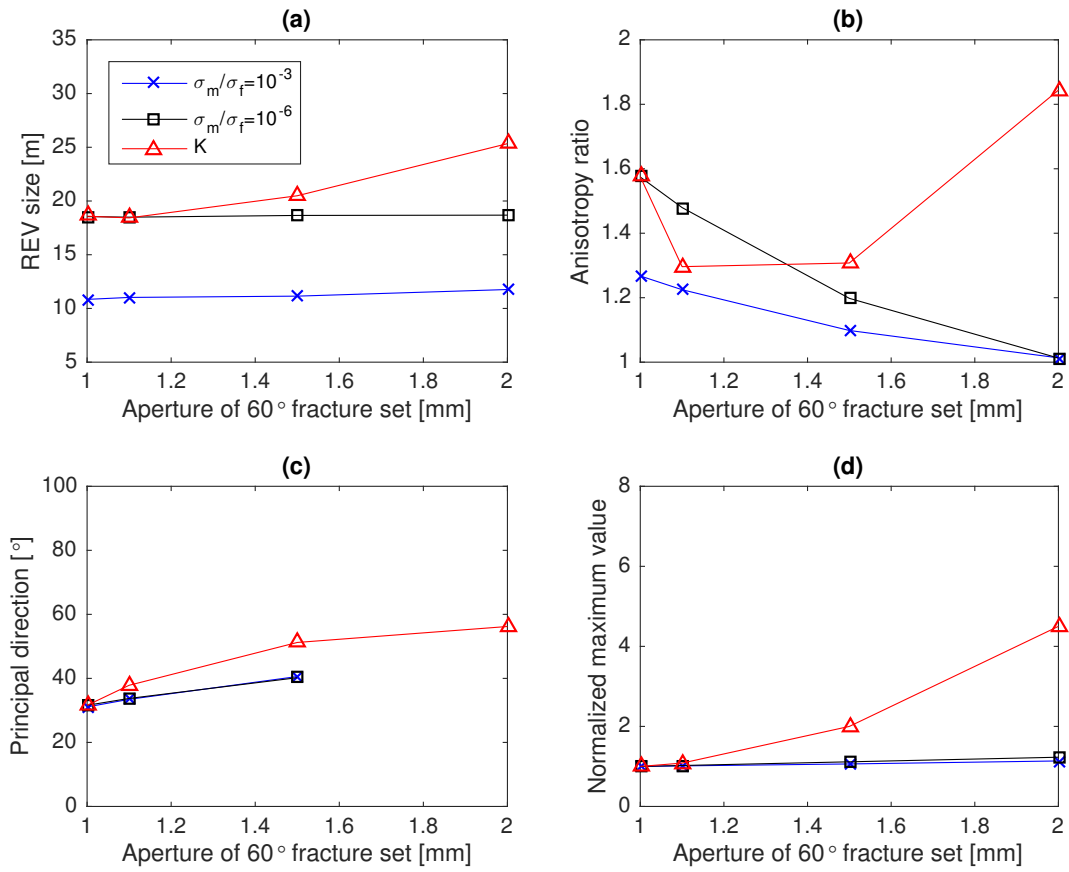 (a)
REV size [m]
35
30
25
20
15
10
5
σm/σf=10-3
σm/σf=10-6
K
1 1.2 1.4 1.6 1.8 2
Aperture of 60° fracture set [mm]
(b)
Anisotropy ratio
2
1.8
1.6
1.4
1.2
1
1 1.2 1.4 1.6 1.8 2
Aperture of 60° fracture set [mm]
(c)
Principal direction [°]
100
80
60
40
20
0
1 1.2 1.4 1.6 1.8 2
Aperture of 60° fracture set [mm]
(d)
Normalized maximum value
8
6
4
2
0
1 1.2 1.4 1.6 1.8 2
Aperture of 60° fracture set [mm]